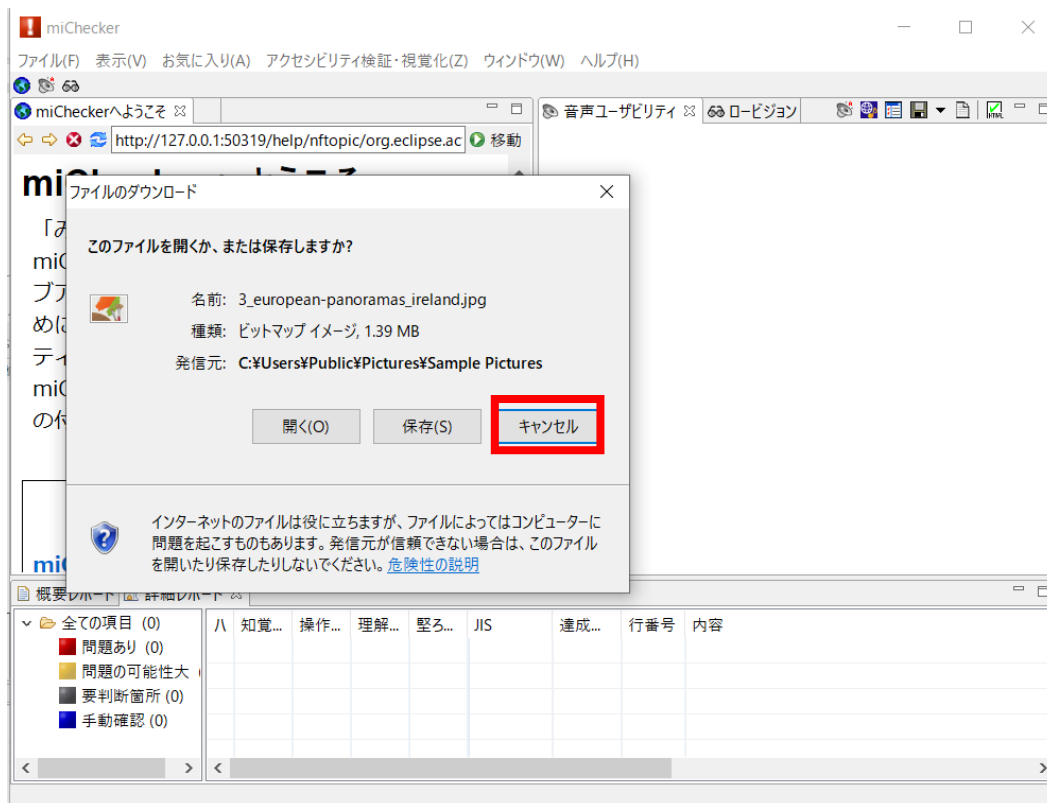 miChecker
ファイル(F) 表示(V) お気に入り(A) アクセシビリティ検証・視覚化(Z) ウィンドウ(W) ヘルプ(H)
miCheckerへようこそ
音声ユーザビリティ ロービジョン
http://127.0.0.1:50319/help/nftopic/org.eclipse.ac 移動
ファイルのダウンロード
このファイルを開くか、または保存しますか?
名前: 3_european-panoramas_ireland.jpg
種類: ビットマップ イメージ, 1.39 MB
発信元: C:¥Users¥Public¥Pictures¥Sample Pictures
開く(O) 保存(S) キャンセル
インターネットのファイルは役に立ちますが、ファイルによってはコンピューターに
問題を起こすものもあります。発信元が信頼できない場合は、このファイル
を開いたり保存したりしないでください。危険性の説明
概要レポート 詳細レポート
全ての項目 (0)
問題あり (0)
問題の可能性大
要判断箇所 (0)
手動確認 (0)
八 知覚... 操作... 理解... 堅ろ... JIS 達成... 行番号 内容